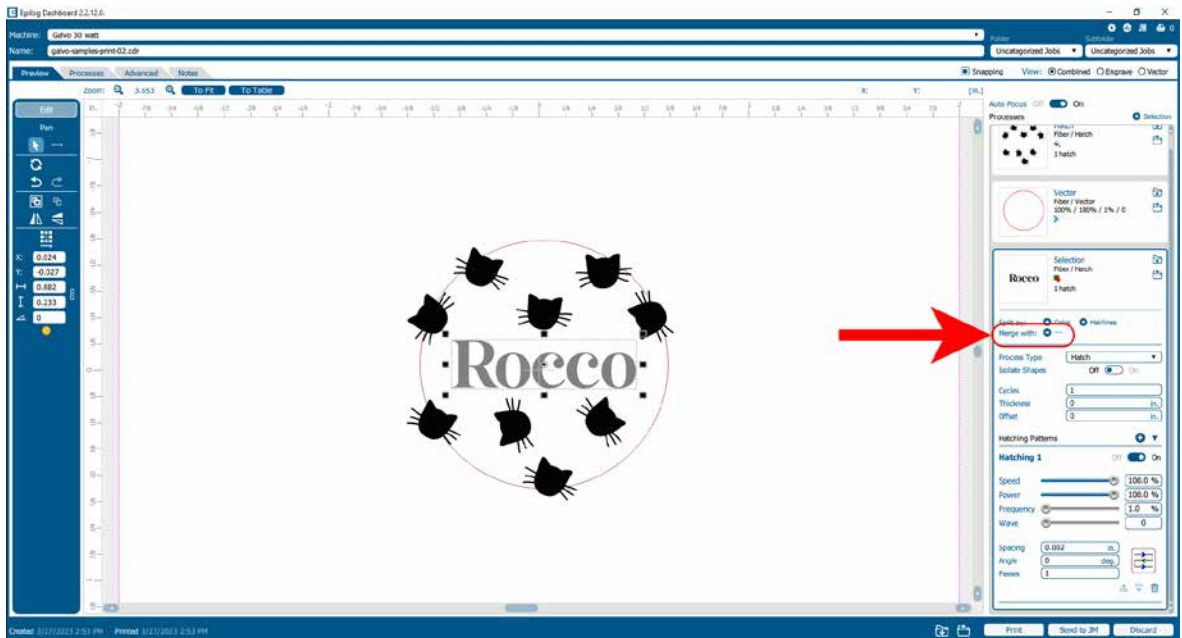 Epilog Dashboard 2.2.12.0.
Machine: Galvo 30 watt
Name: galvo-samples-print-02.cdr
Folder Subfolder
Uncategorized Jobs Uncategorized Jobs
Preview Processes Advanced Notes
Snapping View: Combined Engrave Vector
Zoom: 3.653 To Fit To Table X: Y: [in.]
Edit
Pan
X: 0.024
Y: -0.327
0.882
0.233
0
Rocco
Auto Focus Off On
Processes Selection
Hatch
Fiber / Hatch
1 hatch
Vector
Fiber / Vector
100% / 100% / 1% / 0
Selection
Fiber / Hatch
Rocco
1 hatch
Split by: Color Hairlines
Merge with: --
Process Type Hatch
Isolate Shapes Off On
Cycles 1
Thickness 0 in.
Offset 0 in.
Hatching Patterns
Hatching 1 Off On
Speed 100.0 %
Power 100.0 %
Frequency 1.0 %
Wave 0
Spacing 0.002 in.
Angle 0 deg.
Passes 1
Created 3/27/2023 2:53 PM Printed 3/27/2023 2:53 PM
Print Send to JM Discard